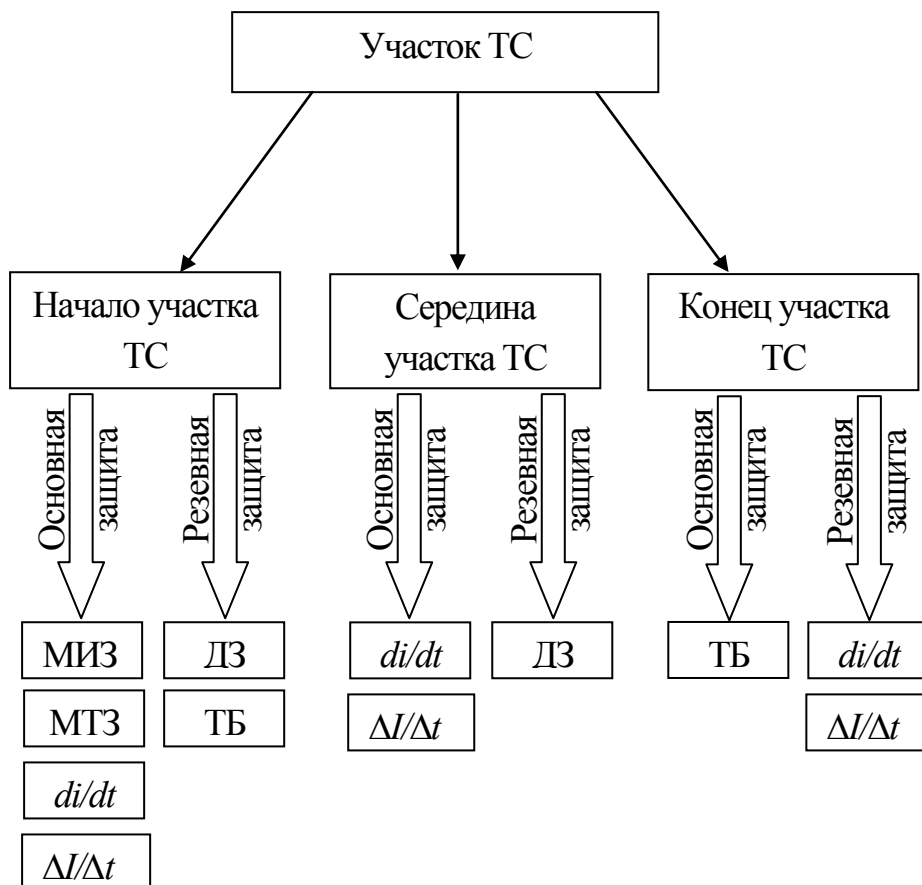 Участок ТС
Начало участка
ТС
Середина
участка ТС
Конец участка
ТС
Основная
защита
Резевная
защита
Основная
защита
Резевная
защита
Основная
защита
Резевная
защита
МИЗ
ДЗ
di/dt
ДЗ
ТБ
di/dt
МТЗ
ТБ
ΔI/Δt
ΔI/Δt
di/dt
ΔI/Δt